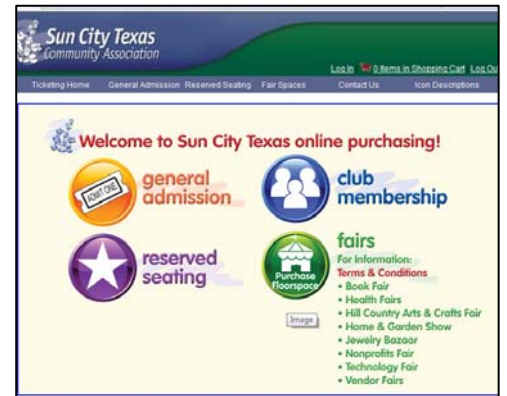 Sun City Texas
Community Association
Log In 0 Items in Shopping Cart Log Ou
Ticketing Home General Admission Reserved Seating Fair Spaces Contact Us Icon Descriptions
Welcome to Sun City Texas online purchasing!
ADMIT ONE
general
admission
club
membership
reserved
seating
Purchase
Floorspace
fairs
For Information:
Terms & Conditions
• Book Fair
• Health Fairs
• Hill Country Arts & Crafts Fair
• Home & Garden Show
• Jewelry Bazaar
• Nonprofits Fair
• Technology Fair
• Vendor Fairs
Image